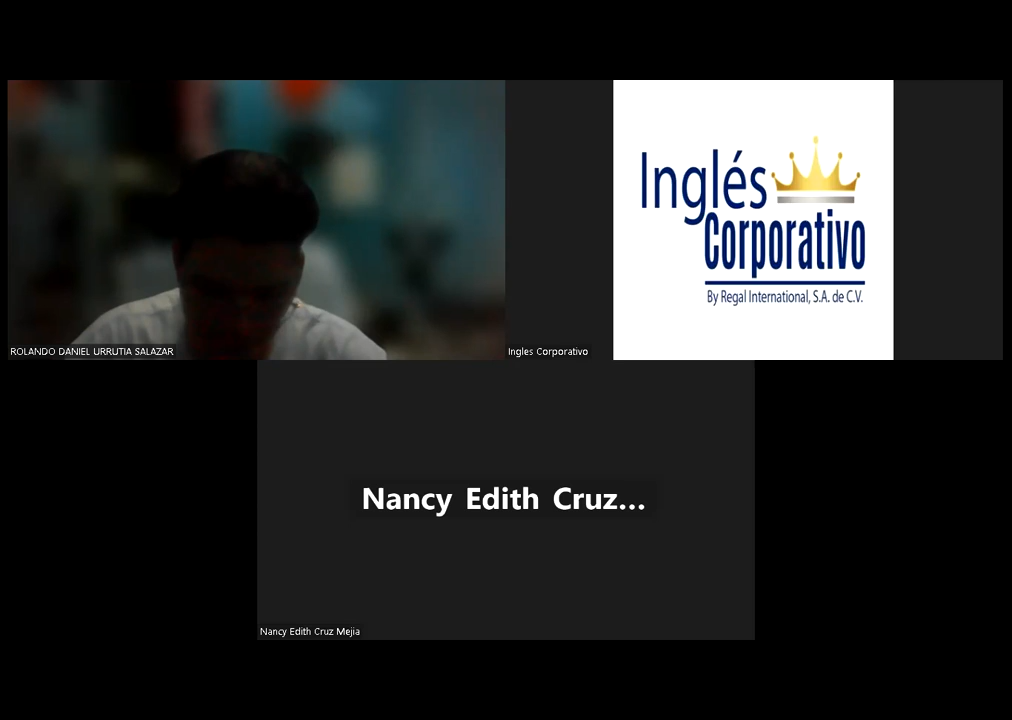 Inglés
Corporativo
By Regal International, S.A. de C.V.
ROLANDO DANIEL URRUTIA SALAZAR
Ingles Corporativo
Nancy Edith Cruz...
Nancy Edith Cruz Mejia